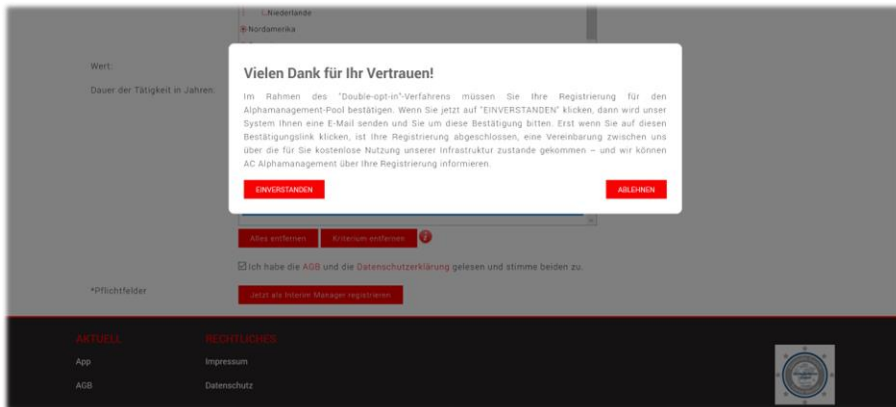 Niederlande
Nordamerika
Wert:
Dauer der Tätigkeit in Jahren:
Vielen Dank für Ihr Vertrauen!
Im Rahmen des "Double-opt-in"-Verfahrens müssen Sie Ihre Registrierung für den
Alphamanagement-Pool bestätigen. Wenn Sie jetzt auf "EINVERSTANDEN" klicken, dann wird unser
System Ihnen eine E-Mail senden und Sie um diese Bestätigung bitten. Erst wenn Sie auf diesen
Bestätigungslink klicken, ist Ihre Registrierung abgeschlossen, eine Vereinbarung zwischen uns
über die für Sie kostenlose Nutzung unserer Infrastruktur zustande gekommen – und wir können
AC Alphamanagement über Ihre Registrierung informieren.
EINVERSTANDEN ABLEHNEN
Alles entfernen Kriterium entfernen i
Ich habe die AGB und die Datenschutzerklärung gelesen und stimme beiden zu.
*Pflichtfelder Jetzt als Interim Manager registrieren
AKTUELL RECHTLICHES
App Impressum
AGB Datenschutz